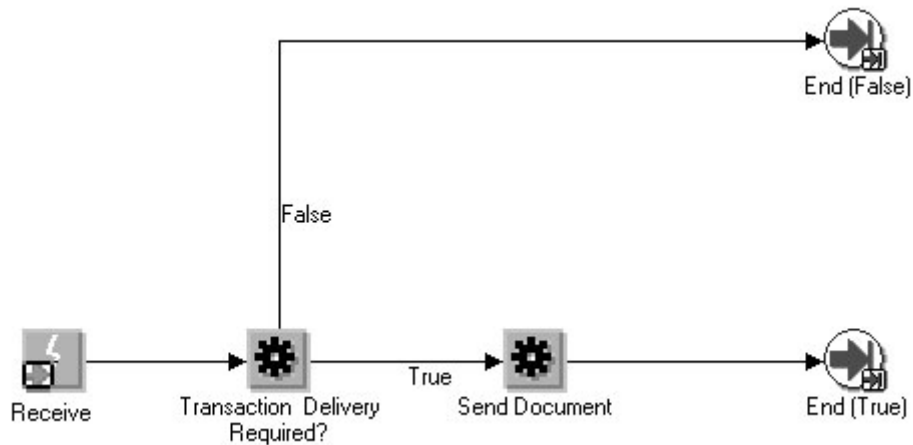 End (False)
False
True
Receive
Transaction Delivery
Required?
Send Document
End (True)